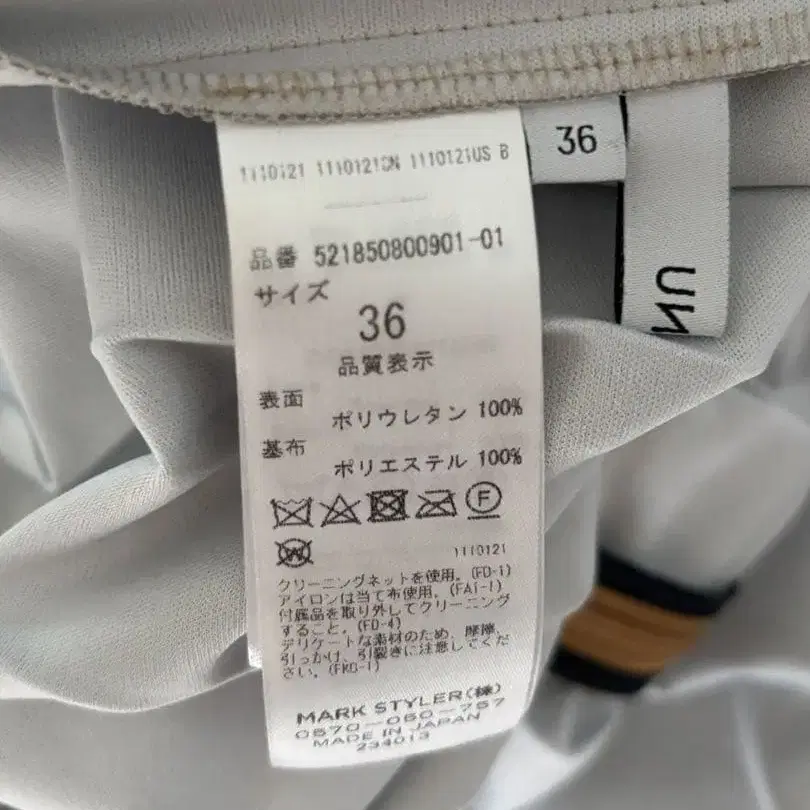 1110121 1110121CN 1110121US B
品番 521850800901-01
サイズ
36
品質表示
表面
ポリウレタン 100%
基布
ポリエステル 100%
F
W
1110121
クリーニングネットを使用。(FD-1)
アイロンは当て布使用。(FA1-1)
付属品を取り外してクリーニング
すること。(FD-4)
デリケートな素材のため、摩擦、
引っかけ、引裂きに注意してくだ
さい。(FKO-1)
MARK STYLER(株)
0570-050-757
MADE IN JAPAN
234013
36
UN